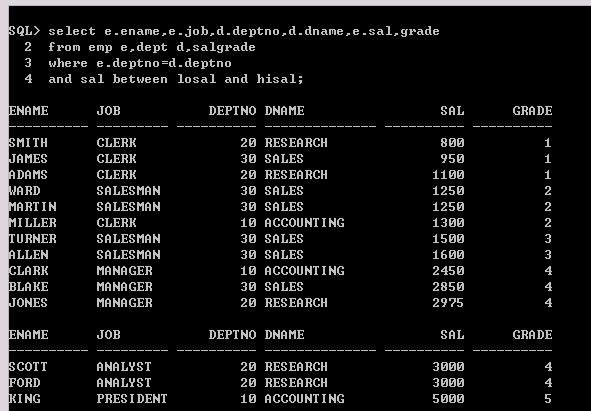 SQL> select e.ename,e.job,d.deptno,d.dname,e.sal,grade
2 from emp e,dept d,salgrade
3 where e.deptno=d.deptno
4 and sal between losal and hisal;
ENAME JOB DEPTNO DNAME SAL GRADE
---------- --------- ---------- -------------- ---------- ----------
SMITH CLERK 20 RESEARCH 800 1
JAMES CLERK 30 SALES 950 1
ADAMS CLERK 20 RESEARCH 1100 1
WARD SALESMAN 30 SALES 1250 2
MARTIN SALESMAN 30 SALES 1250 2
MILLER CLERK 10 ACCOUNTING 1300 2
TURNER SALESMAN 30 SALES 1500 3
ALLEN SALESMAN 30 SALES 1600 3
CLARK MANAGER 10 ACCOUNTING 2450 4
BLAKE MANAGER 30 SALES 2850 4
JONES MANAGER 20 RESEARCH 2975 4
ENAME JOB DEPTNO DNAME SAL GRADE
---------- --------- ---------- -------------- ---------- ----------
SCOTT ANALYST 20 RESEARCH 3000 4
FORD ANALYST 20 RESEARCH 3000 4
KING PRESIDENT 10 ACCOUNTING 5000 5